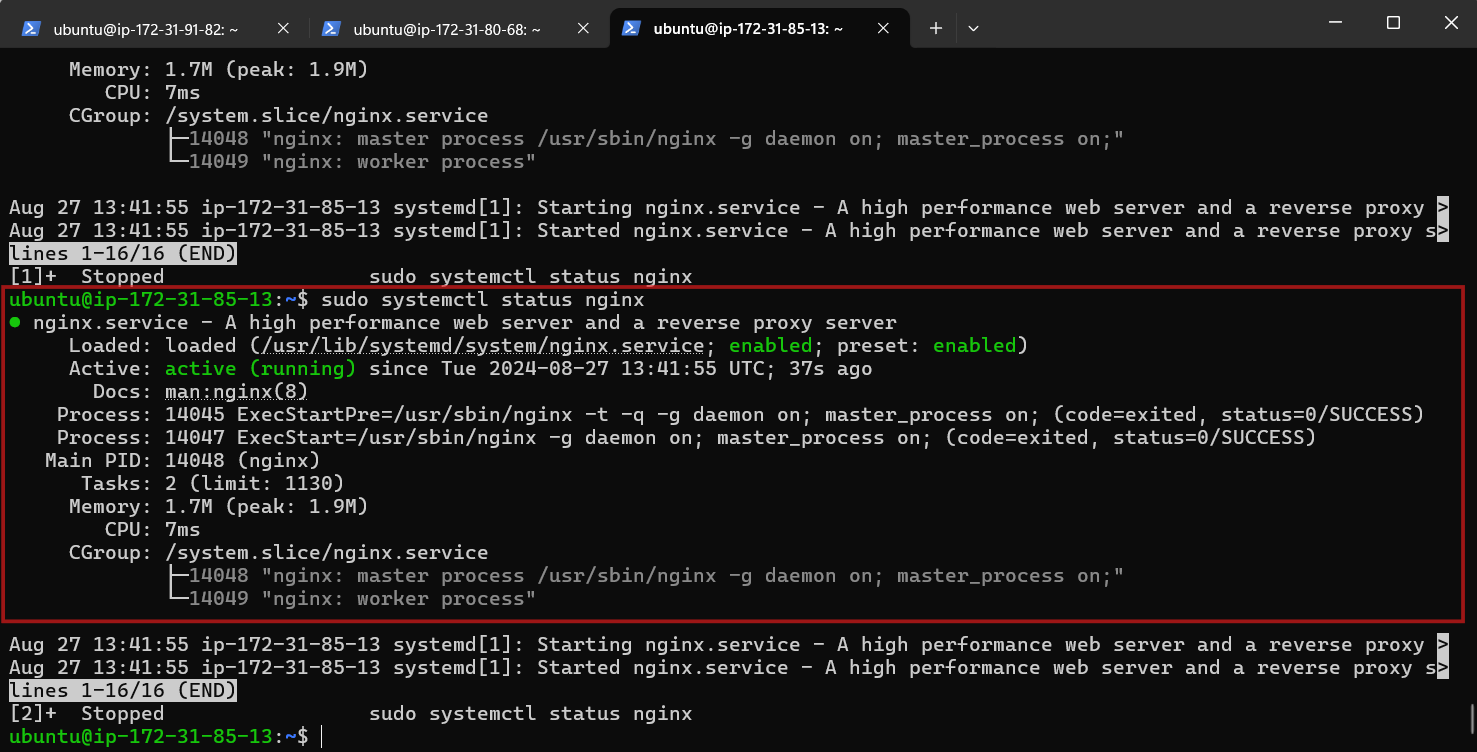 ubuntu@ip-172-31-91-82: ~
ubuntu@ip-172-31-80-68: ~
ubuntu@ip-172-31-85-13: ~
Memory: 1.7M (peak: 1.9M)
CPU: 7ms
CGroup: /system.slice/nginx.service
├─14048 "nginx: master process /usr/sbin/nginx -g daemon on; master_process on;"
└─14049 "nginx: worker process"
Aug 27 13:41:55 ip-172-31-85-13 systemd[1]: Starting nginx.service - A high performance web server and a reverse proxy >
Aug 27 13:41:55 ip-172-31-85-13 systemd[1]: Started nginx.service - A high performance web server and a reverse proxy s>
lines 1-16/16 (END)
[1]+  Stopped                 sudo systemctl status nginx
ubuntu@ip-172-31-85-13:~$ sudo systemctl status nginx
● nginx.service - A high performance web server and a reverse proxy server
Loaded: loaded (/usr/lib/systemd/system/nginx.service; enabled; preset: enabled)
Active: active (running) since Tue 2024-08-27 13:41:55 UTC; 37s ago
Docs: man:nginx(8)
Process: 14045 ExecStartPre=/usr/sbin/nginx -t -q -g daemon on; master_process on; (code=exited, status=0/SUCCESS)
Process: 14047 ExecStart=/usr/sbin/nginx -g daemon on; master_process on; (code=exited, status=0/SUCCESS)
Main PID: 14048 (nginx)
Tasks: 2 (limit: 1130)
Memory: 1.7M (peak: 1.9M)
CPU: 7ms
CGroup: /system.slice/nginx.service
├─14048 "nginx: master process /usr/sbin/nginx -g daemon on; master_process on;"
└─14049 "nginx: worker process"
Aug 27 13:41:55 ip-172-31-85-13 systemd[1]: Starting nginx.service - A high performance web server and a reverse proxy >
Aug 27 13:41:55 ip-172-31-85-13 systemd[1]: Started nginx.service - A high performance web server and a reverse proxy s>
lines 1-16/16 (END)
[2]+  Stopped                 sudo systemctl status nginx
ubuntu@ip-172-31-85-13:~$